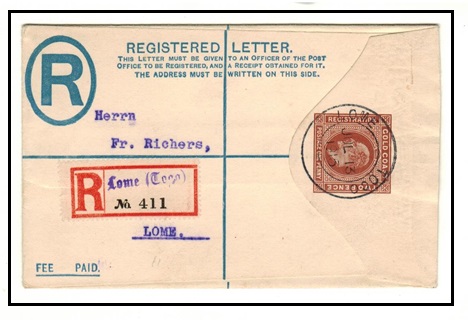 REGISTERED LETTER.
THIS LETTER MUST BE GIVEN TO AN OFFICER OF THE POST
OFFICE TO BE REGISTERED, AND A RECEIPT OBTAINED FOR IT.
THE ADDRESS MUST BE WRITTEN ON THIS SIDE.
R
Herrn
Fr. Richers,
REGISTRATION
GOLD COAST
TWO PENCE
R
Lome (Togo)
No 411
LOME.
FEE PAID.